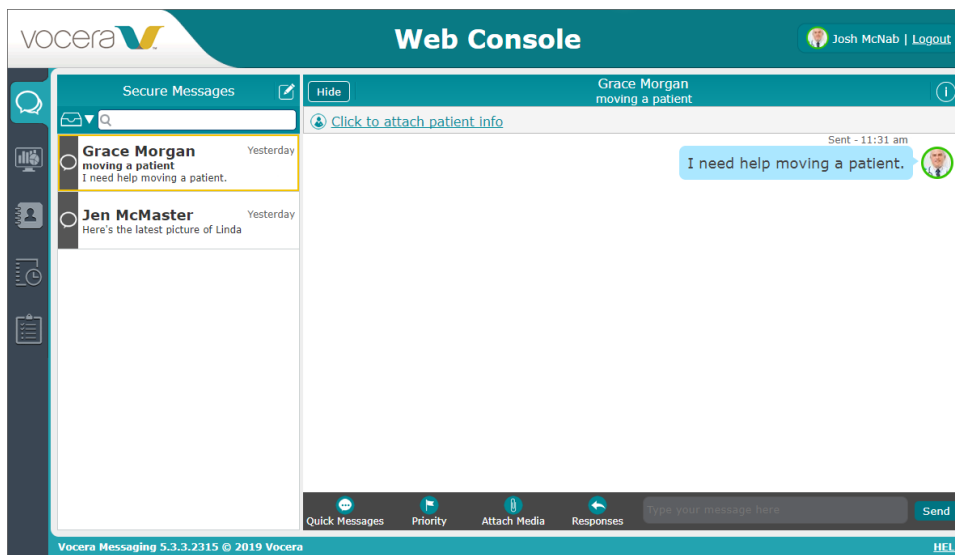 vocera
Web Console
Josh McNab | Logout
Secure Messages
Hide
Grace Morgan
moving a patient
Click to attach patient info
Grace Morgan
Yesterday
moving a patient
I need help moving a patient.
Jen McMaster
Yesterday
Here's the latest picture of Linda
Sent - 11:31 am
I need help moving a patient.
Quick Messages
Priority
Attach Media
Responses
Type your message here
Send
Vocera Messaging 5.3.3.2315 © 2019 Vocera
HEL